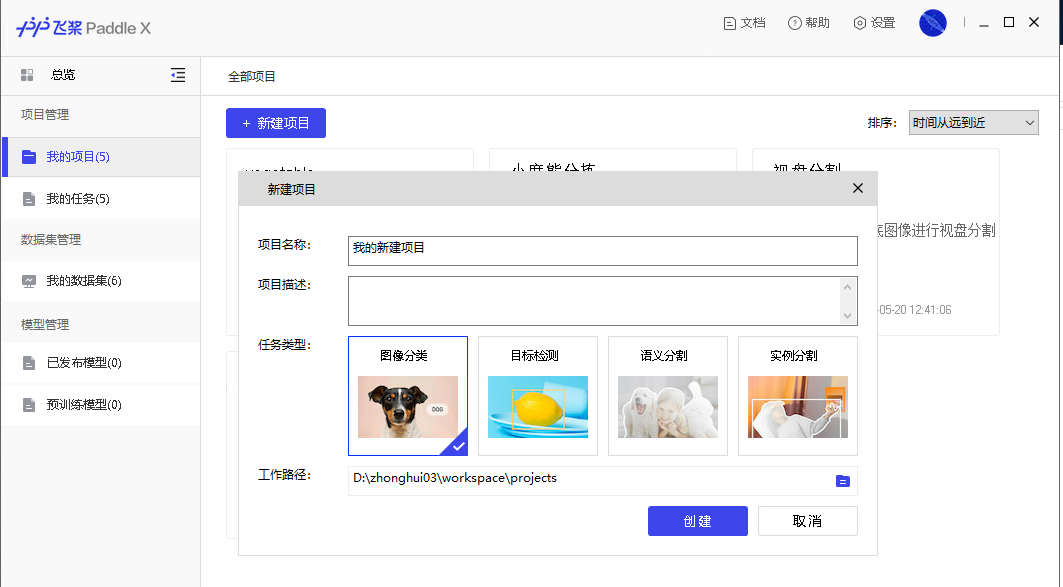 飞桨 Paddle X
文档
帮助
设置
总览
全部项目
项目管理
+ 新建项目
排序：
时间从远到近
我的项目(5)
vegetable
小度熊分拣
视盘分割
新建项目
我的任务(5)
底图像进行视盘分割
数据集管理
项目名称：
我的新建项目
我的数据集(6)
项目描述：
-05-20 12:41:06
模型管理
任务类型：
图像分类
目标检测
语义分割
实例分割
已发布模型(0)
预训练模型(0)
DOG
工作路径：
D:\zhonghui03\workspace\projects
创建
取消